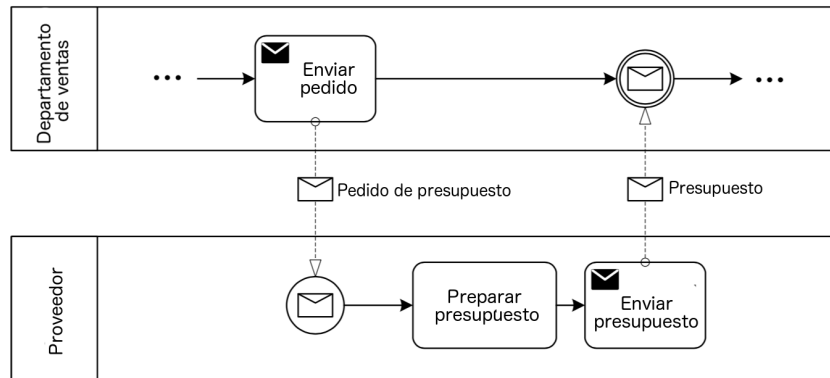 Departamento
de ventas
...
Enviar
pedido
...
Pedido de presupuesto
Presupuesto
Proveedor
Preparar
presupuesto
Enviar
presupuesto